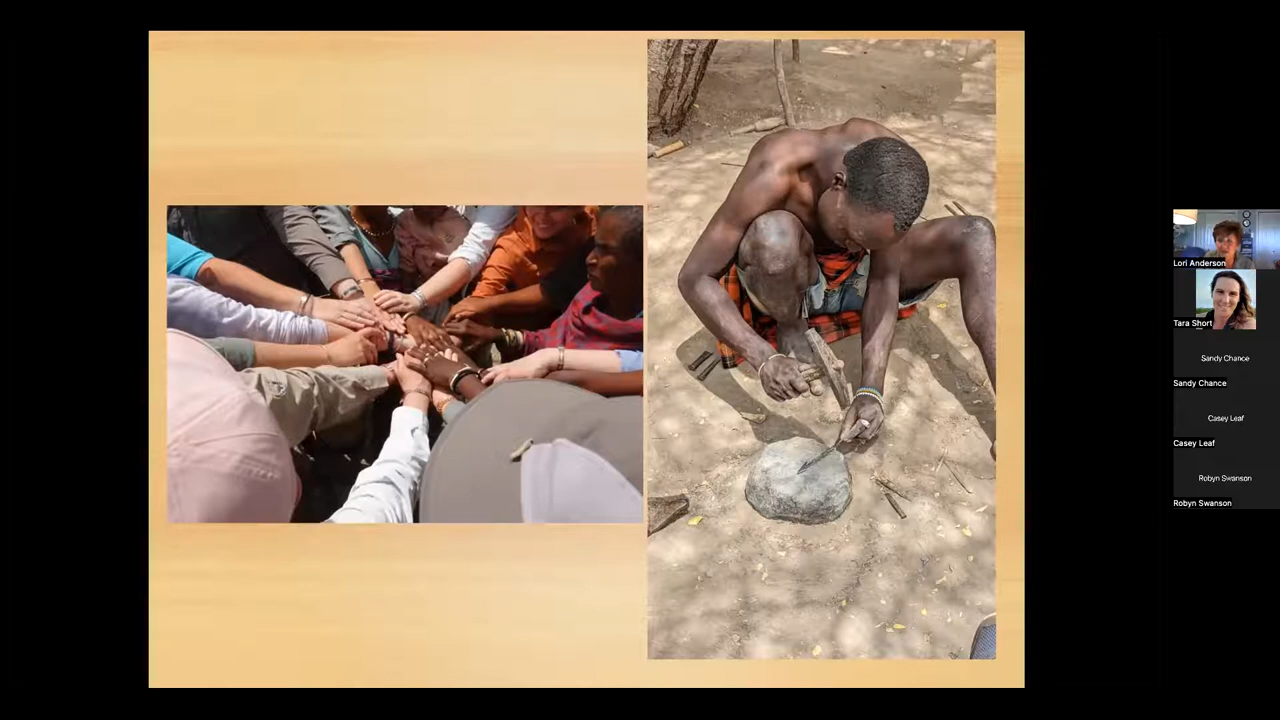 Lori Anderson
Tara Short
Sandy Chance
Sandy Chance
Casey Leaf
Casey Leaf
Robyn Swanson
Robyn Swanson